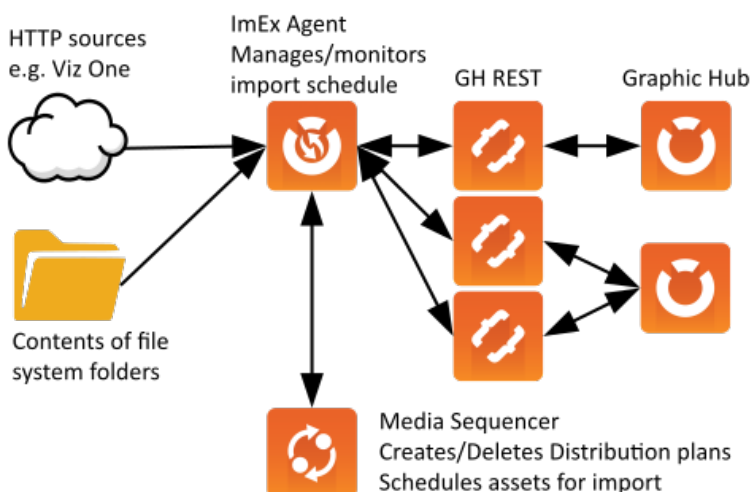 HTTP sources
e.g. Viz One
ImEx Agent
Manages/monitors
import schedule
GH REST
Graphic Hub
Contents of file
system folders
Media Sequencer
Creates/Deletes Distribution plans
Schedules assets for import